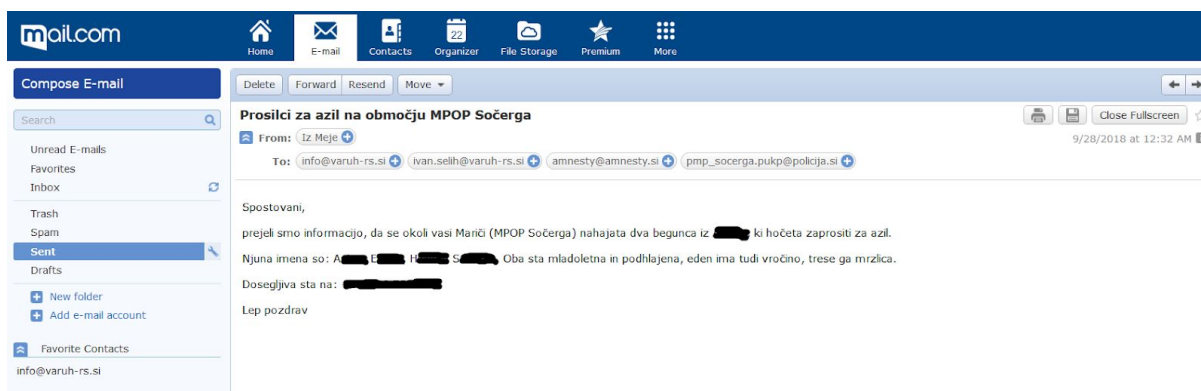 mail.com
Home
E-mail
Contacts
22
Organizer
File Storage
Premium
More
Compose E-mail
Search
Unread E-mails
Favorites
Inbox
Trash
Spam
Sent
Drafts
New folder
Add e-mail account
Favorite Contacts
info@varuh-rs.si
Delete Forward Resend Move
Close Fullscreen
Prosilci za azil na območju MPOP Sočerga
From: Iz Meje
9/28/2018 at 12:32 AM
To: info@varuh-rs.si ivan.selih@varuh-rs.si amnesty@amnesty.si pmp_socerga.pukp@policija.si
Spostovani,
prejeli smo informacijo, da se okoli vasi Mariči (MPOP Sočerga) nahajata dva begunca iz ki hočeta zaprositi za azil.
Njuna imena so: A E H S Oba sta mladoletna in podhlajena, eden ima tudi vročino, trese ga mrzlica.
Dosegljiva sta na:
Lep pozdrav